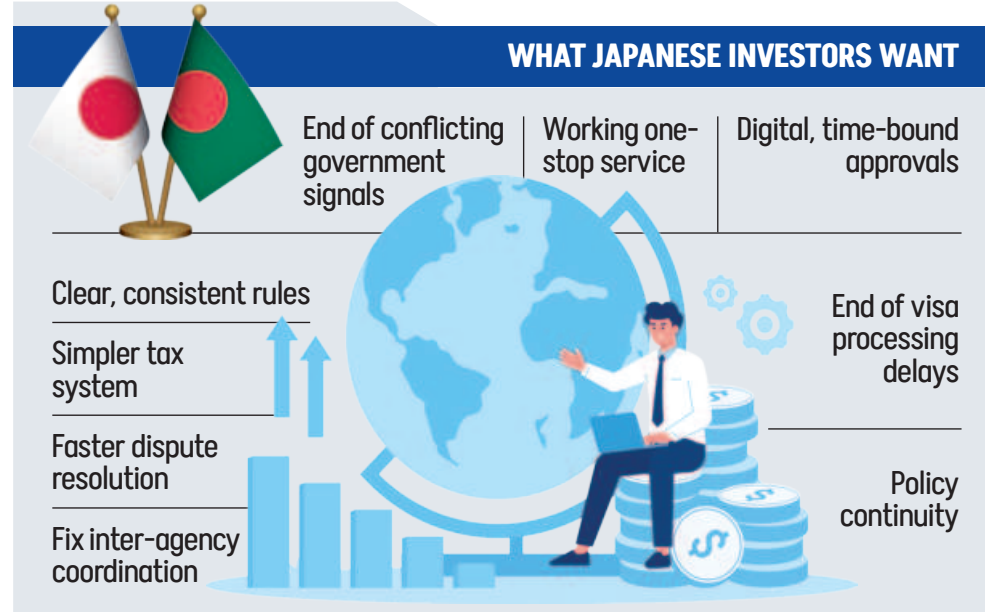 WHAT JAPANESE INVESTORS WANT
End of conflicting
government
signals
Working one-
stop service
Digital, time-bound
approvals
Clear, consistent rules
Simpler tax
system
Faster dispute
resolution
Fix inter-agency
coordination
End of visa
processing
delays
Policy
continuity
$
$
$